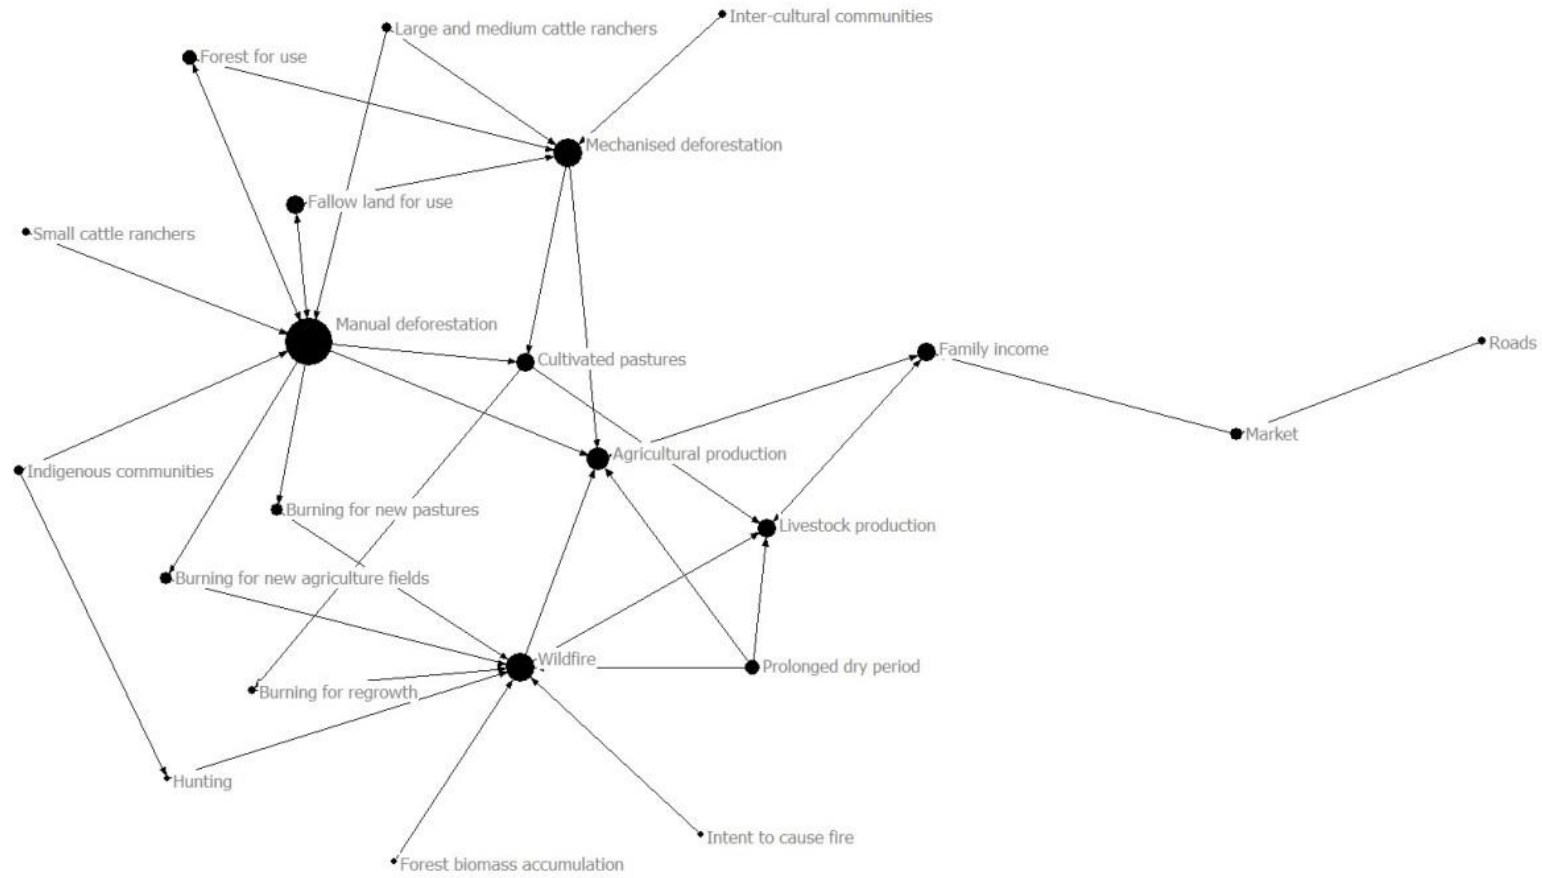 Inter-cultural communities
Large and medium cattle ranchers
Forest for use
Mechanised deforestation
Fallow land for use
Small cattle ranchers
Manual deforestation
Roads
Family income
Cultivated pastures
Market
Agricultural production
Indigenous communities
Burning for new pastures
Livestock production
Burning for new agriculture fields
Wildfire
Prolonged dry period
Burning for regrowth
Hunting
Intent to cause fire
Forest biomass accumulation